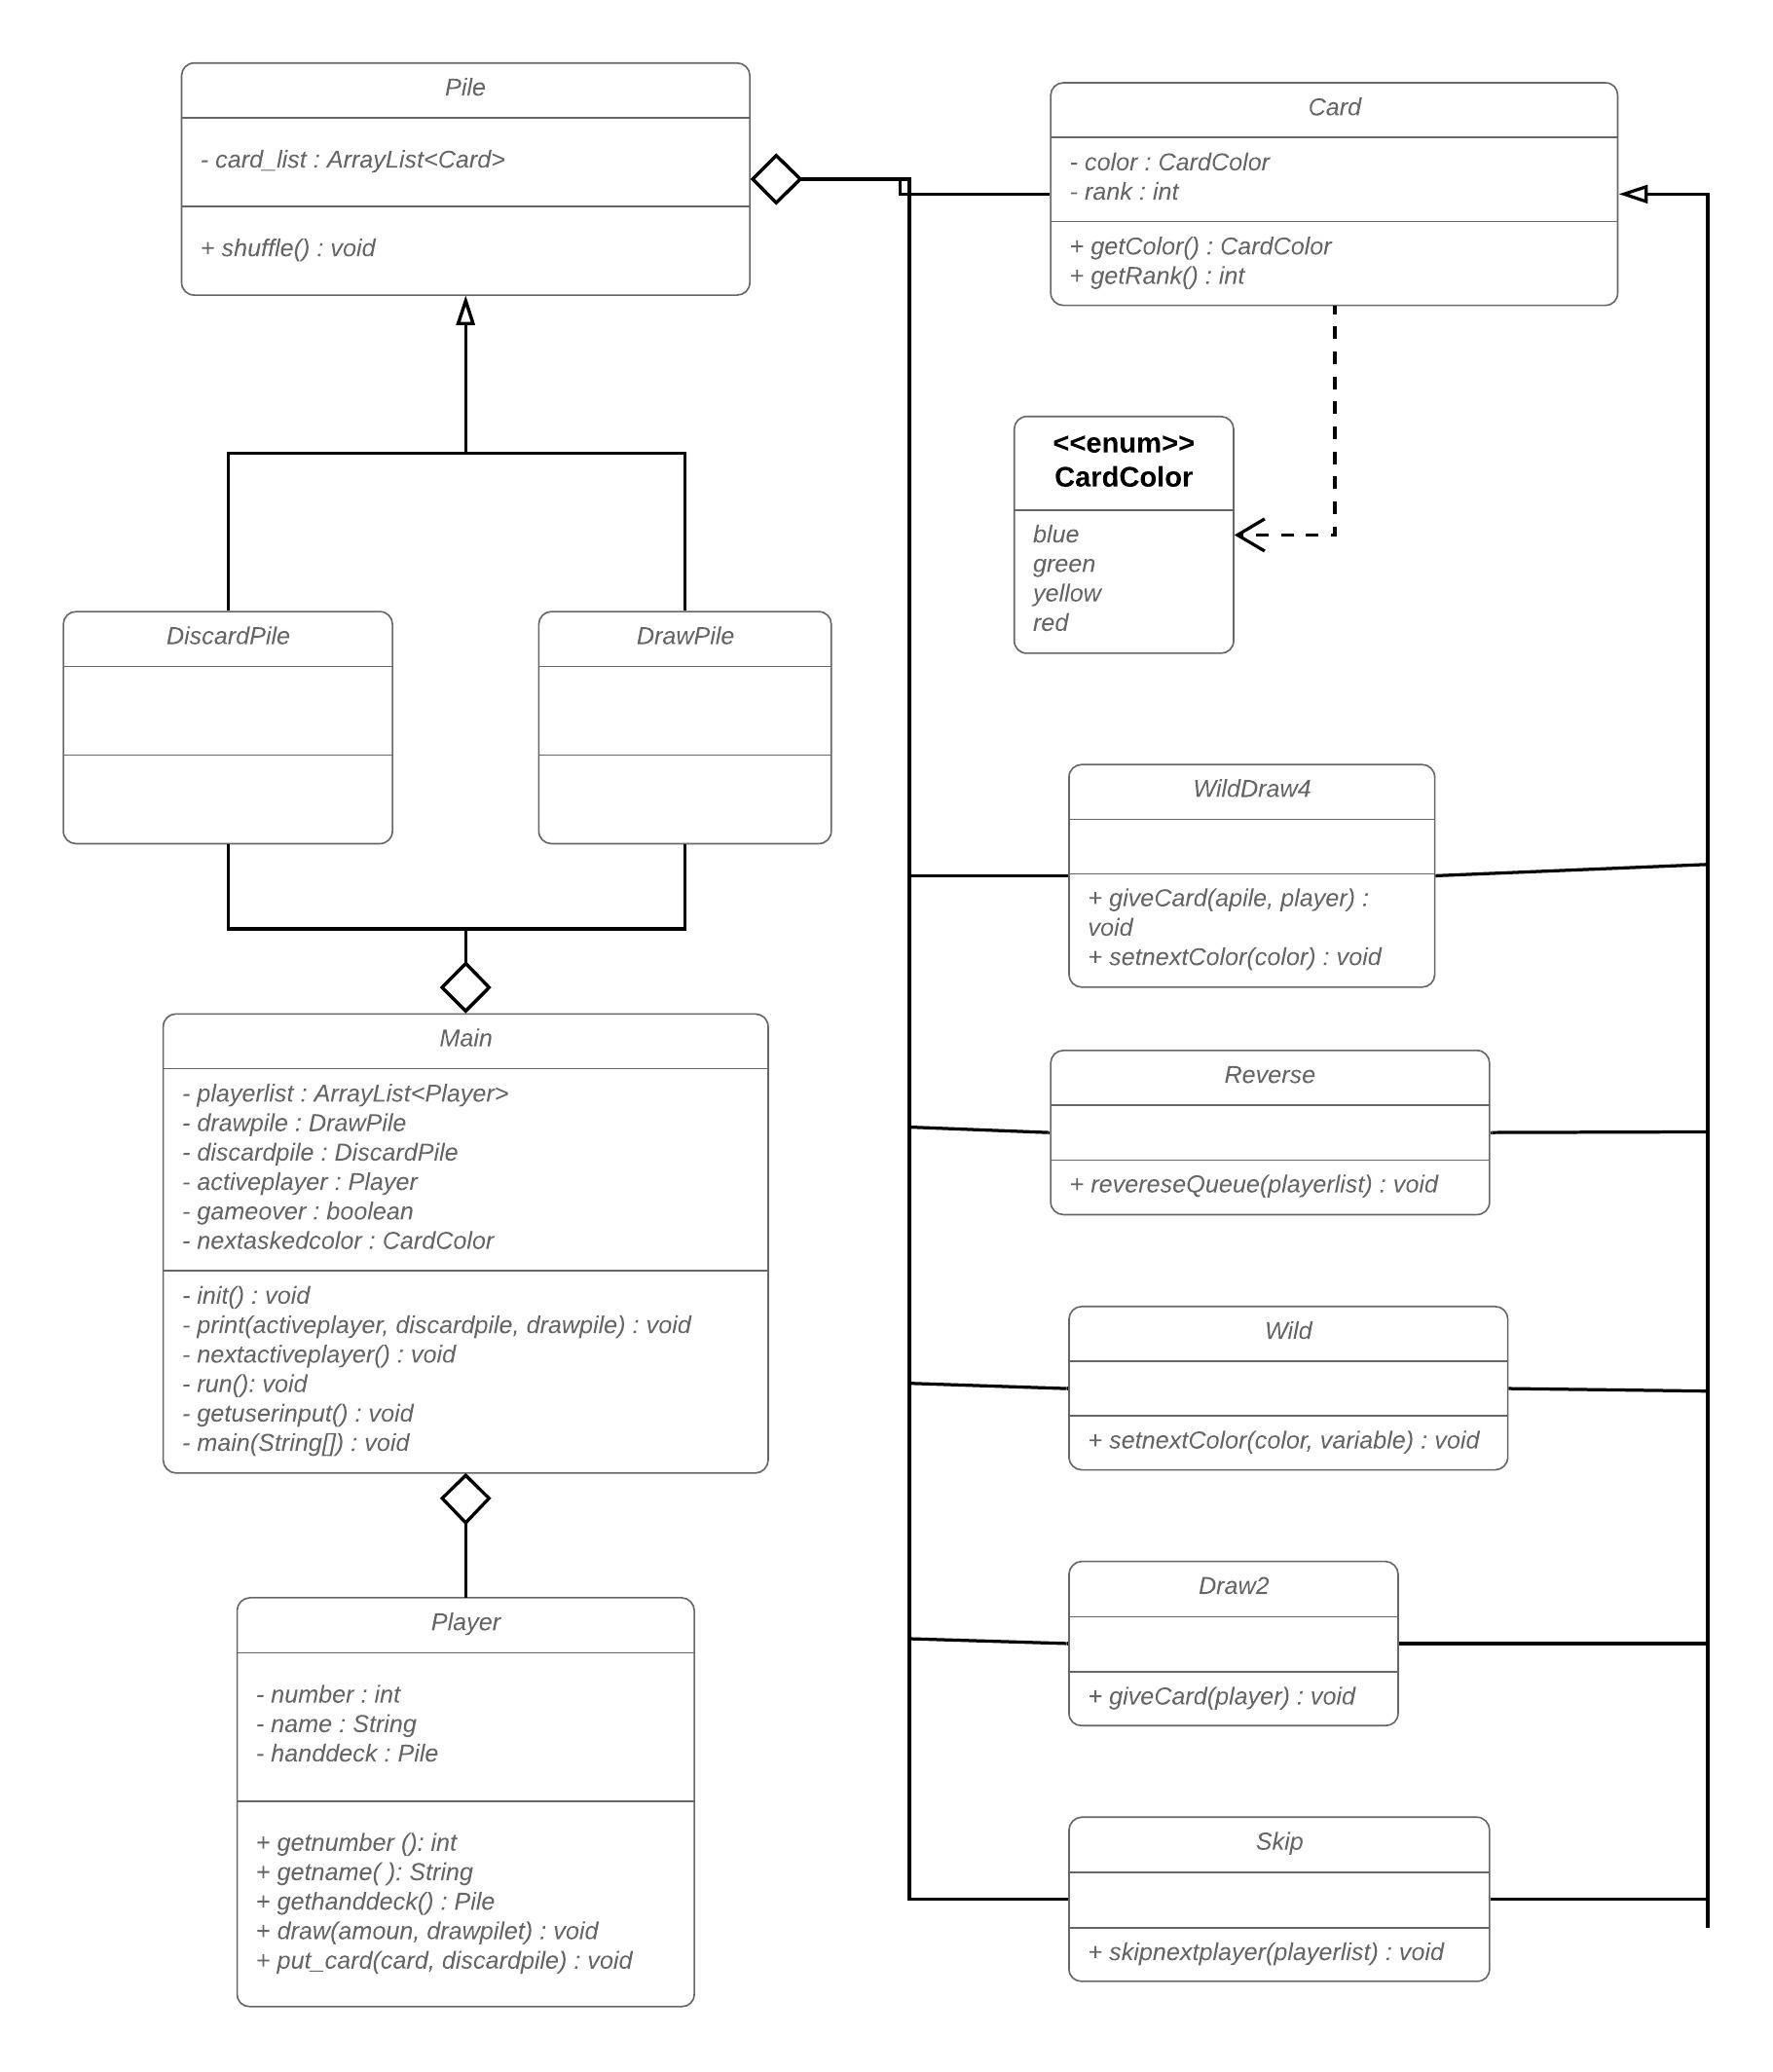 Pile
- card_list : ArrayList<Card>
+ shuffle() : void
Card
- color : CardColor
- rank : int
+ getColor() : CardColor
+ getRank() : int
<<enum>>
CardColor
blue
green
yellow
red
DiscardPile
DrawPile
WildDraw4
+ giveCard(apile, player) :
void
+ setnextColor(color) : void
Main
- playerlist : ArrayList<Player>
- drawpile : DrawPile
- discardpile : DiscardPile
- activeplayer : Player
- gameover : boolean
- nextaskedcolor : CardColor
- init() : void
- print(activeplayer, discardpile, drawpile) : void
- nextactiveplayer() : void
- run(): void
- getuserinput() : void
- main(String[]) : void
Reverse
+ revereseQueue(playerlist) : void
Wild
+ setnextColor(color, variable) : void
Draw2
+ giveCard(player) : void
Player
- number : int
- name : String
- handdeck : Pile
+ getnumber (): int
+ getname( ): String
+ gethanddeck() : Pile
+ draw(amoun, drawpilet) : void
+ put_card(card, discardpile) : void
Skip
+ skipnextplayer(playerlist) : void